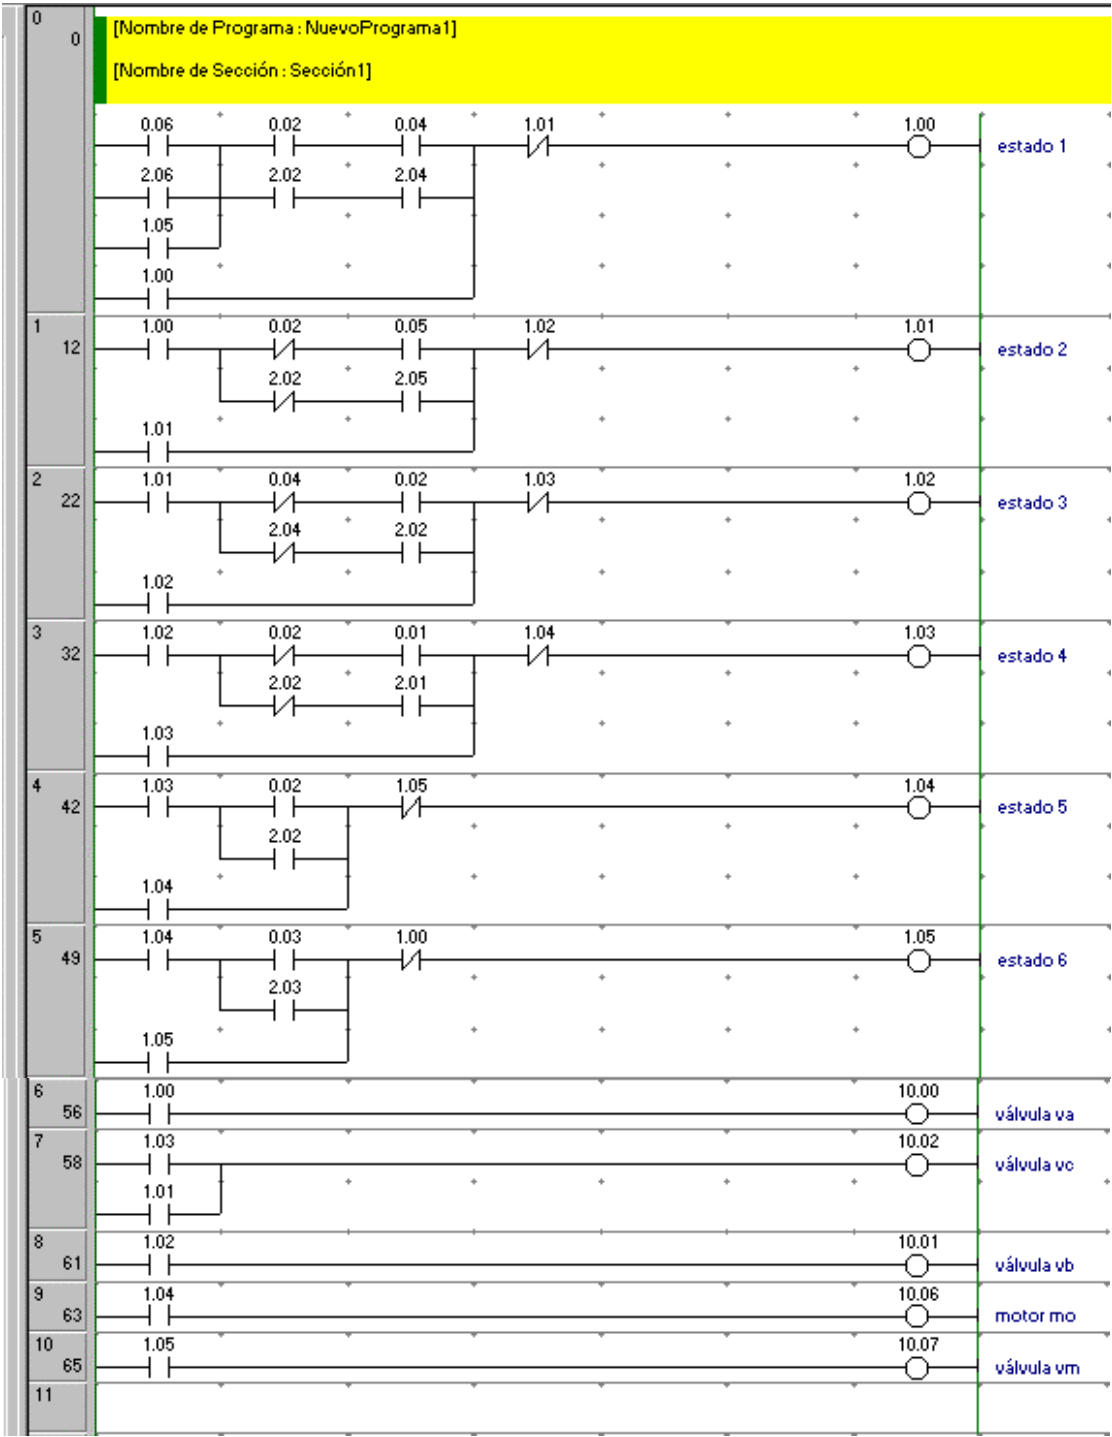 0
0
[Nombre de Programa : NuevoPrograma1]
[Nombre de Sección : Sección1]
0.06 0.02 0.04 1.01 1.00
estado 1
2.06 2.02 2.04
1.05
1.00
1
12
1.00 0.02 0.05 1.02 1.01
estado 2
2.02 2.05
1.01
2
22
1.01 0.04 0.02 1.03 1.02
estado 3
2.04 2.02
1.02
3
32
1.02 0.02 0.01 1.04 1.03
estado 4
2.02 2.01
1.03
4
42
1.03 0.02 1.05 1.04
estado 5
2.02
1.04
5
49
1.04 0.03 1.00 1.05
estado 6
2.03
1.05
6
56
1.00 10.00
válvula va
7
58
1.03 10.02
válvula vc
1.01
8
61
1.02 10.01
válvula vb
9
63
1.04 10.06
motor mo
10
65
1.05 10.07
válvula vm
11